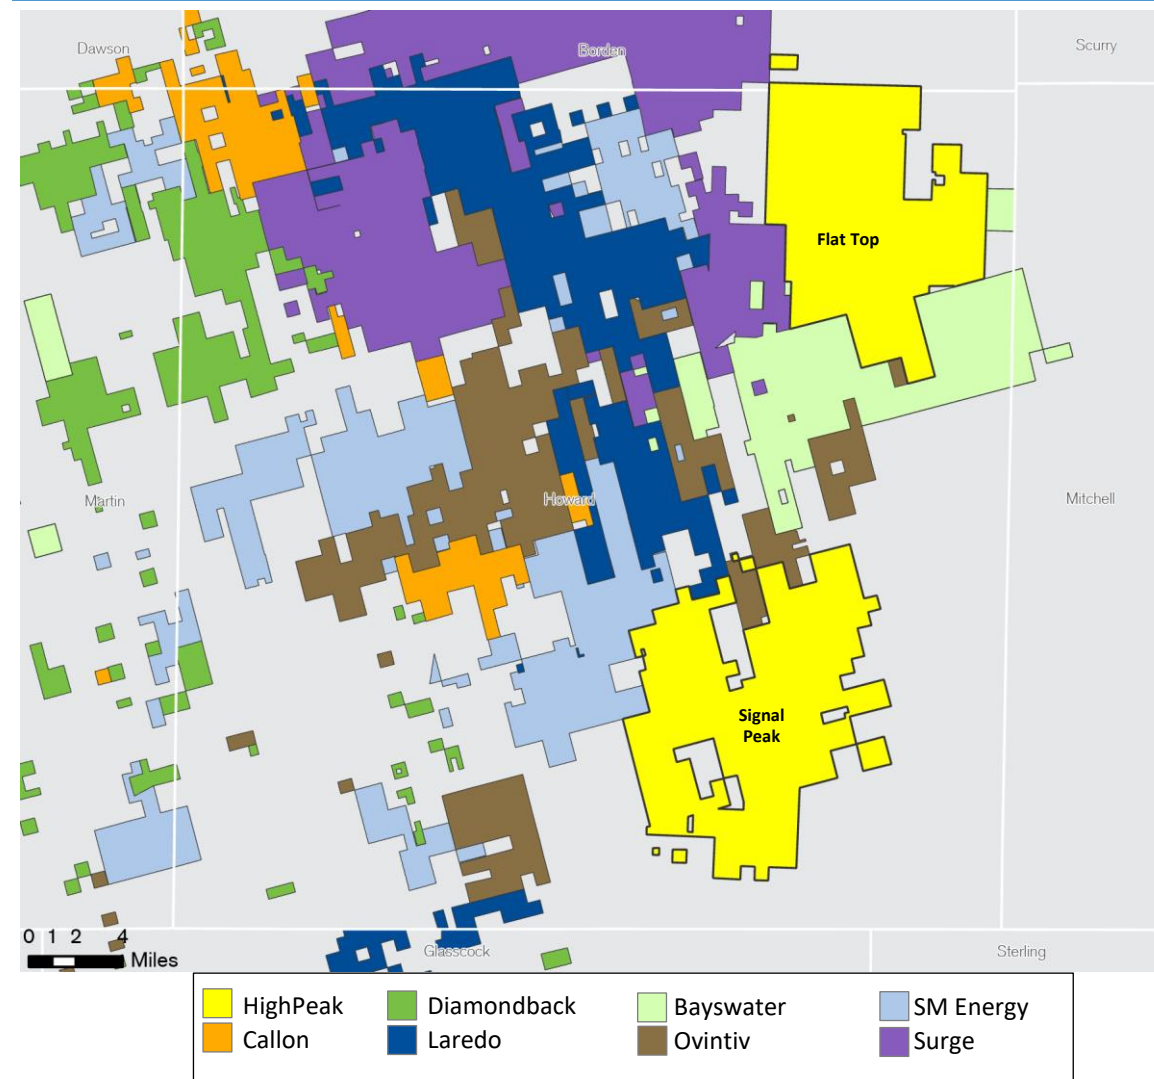 Dawson
Borden
Scurry
Flat Top
Martin
Howard
Mitchell
Signal
Peak
Glasscock
Sterling
0 1 2 4
Miles
HighPeak Diamondback Bayswater SM Energy
Callon Laredo Ovintiv Surge